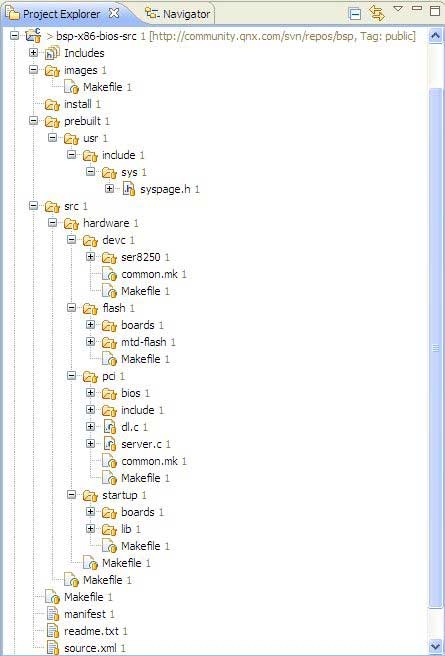 Project Explorer Navigator
> bsp-x86-bios-src 1 [http://community.qnx.com/svn/repos/bsp, Tag: public]
Includes
images 1
Makefile 1
install 1
prebuilt 1
usr 1
include 1
sys 1
syspage.h 1
src 1
hardware 1
devc 1
ser8250 1
common.mk 1
Makefile 1
flash 1
boards 1
mtd-flash 1
Makefile 1
pci 1
bios 1
include 1
dl.c 1
server.c 1
common.mk 1
Makefile 1
startup 1
boards 1
lib 1
Makefile 1
Makefile 1
Makefile 1
Makefile 1
manifest 1
readme.txt 1
source.xml 1